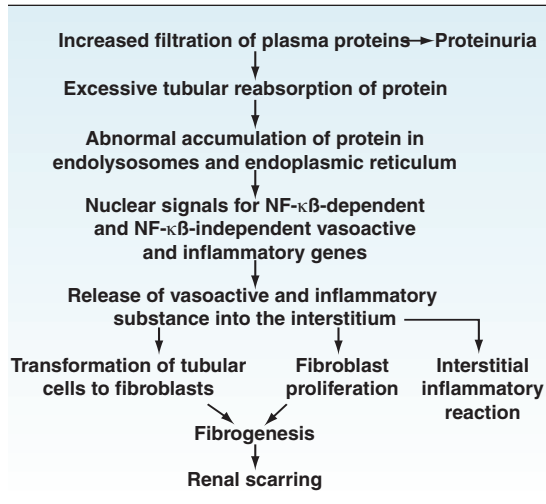 Increased filtration of plasma proteins Proteinuria
Excessive tubular reabsorption of protein
Abnormal accumulation of protein in
endolysosomes and endoplasmic reticulum
Nuclear signals for NF-κß-dependent
and NF-κß-independent vasoactive
and inflammatory genes
Release of vasoactive and inflammatory
substance into the interstitium
Transformation of tubular
cells to fibroblasts
Fibroblast
proliferation
Interstitial
inflammatory
reaction
Fibrogenesis
Renal scarring